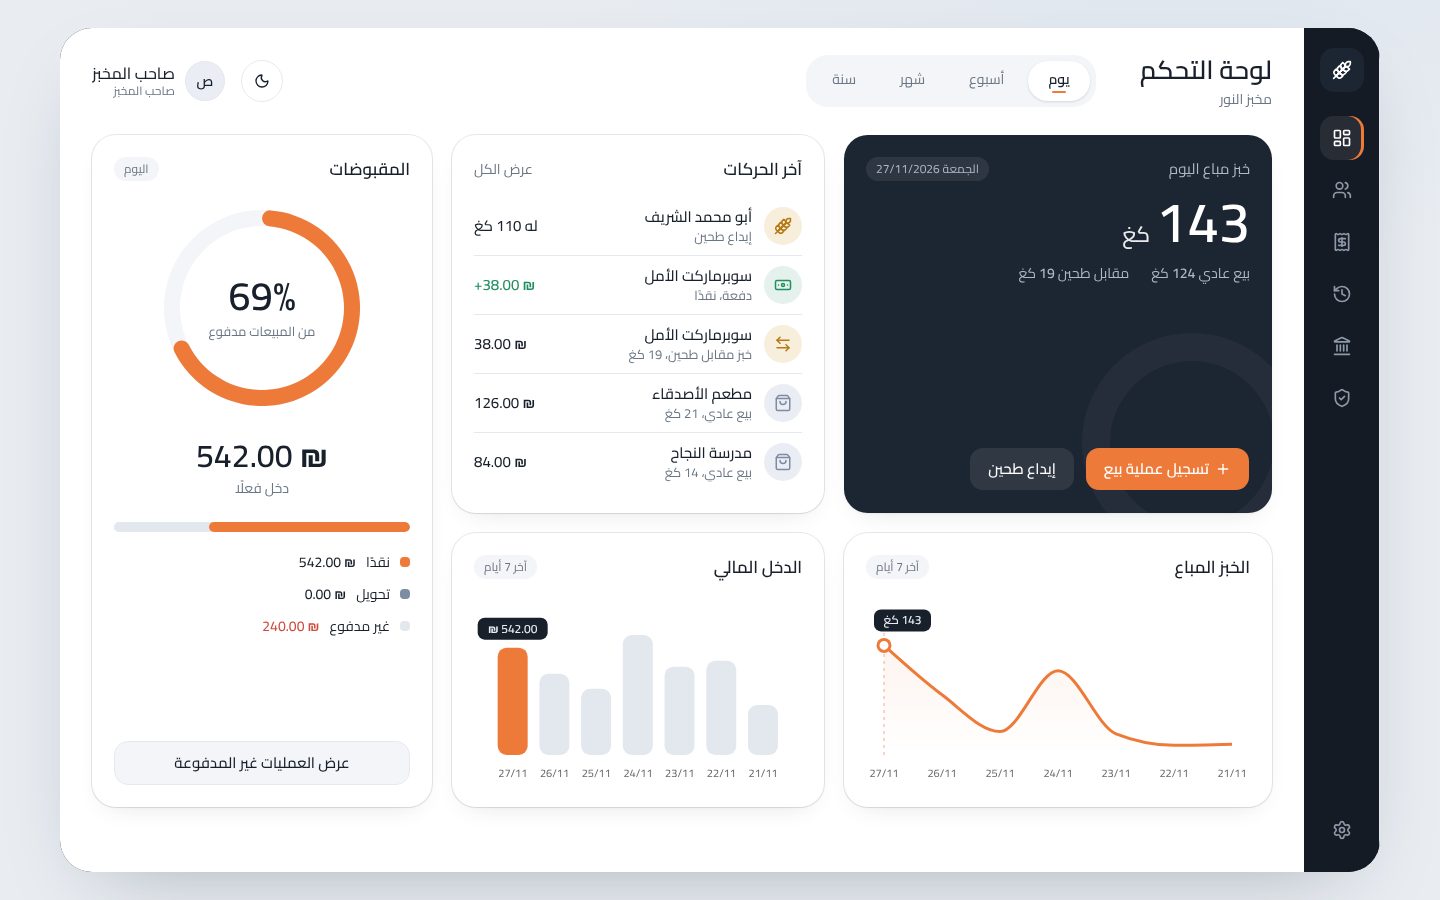 لوحة التحكم
مخبز النور
يوم
أسبوع
شهر
سنة
ص
صاحب المخبز
صاحب المخبز
خبز مباع اليوم
الجمعة 27/11/2026
143 كغ
بيع عادي 124 كغ
مقابل طحين 19 كغ
+ تسجيل عملية بيع
إيداع طحين
آخر الحركات
عرض الكل
أبو محمد الشريف
إيداع طحين
له 110 كغ
سوبرماركت الأمل
دفعة، نقدًا
+38.00 ₪
سوبرماركت الأمل
خبز مقابل طحين، 19 كغ
38.00 ₪
مطعم الأصدقاء
بيع عادي، 21 كغ
126.00 ₪
مدرسة النجاح
بيع عادي، 14 كغ
84.00 ₪
المقبوضات
اليوم
69%
من المبيعات مدفوع
542.00 ₪
دخل فعلًا
نقدًا 542.00 ₪
تحويل 0.00 ₪
غير مدفوع 240.00 ₪
عرض العمليات غير المدفوعة
الخبز المباع
آخر 7 أيام
143 كغ
27/11 26/11 25/11 24/11 23/11 22/11 21/11
الدخل المالي
آخر 7 أيام
₪ 542.00
27/11 26/11 25/11 24/11 23/11 22/11 21/11